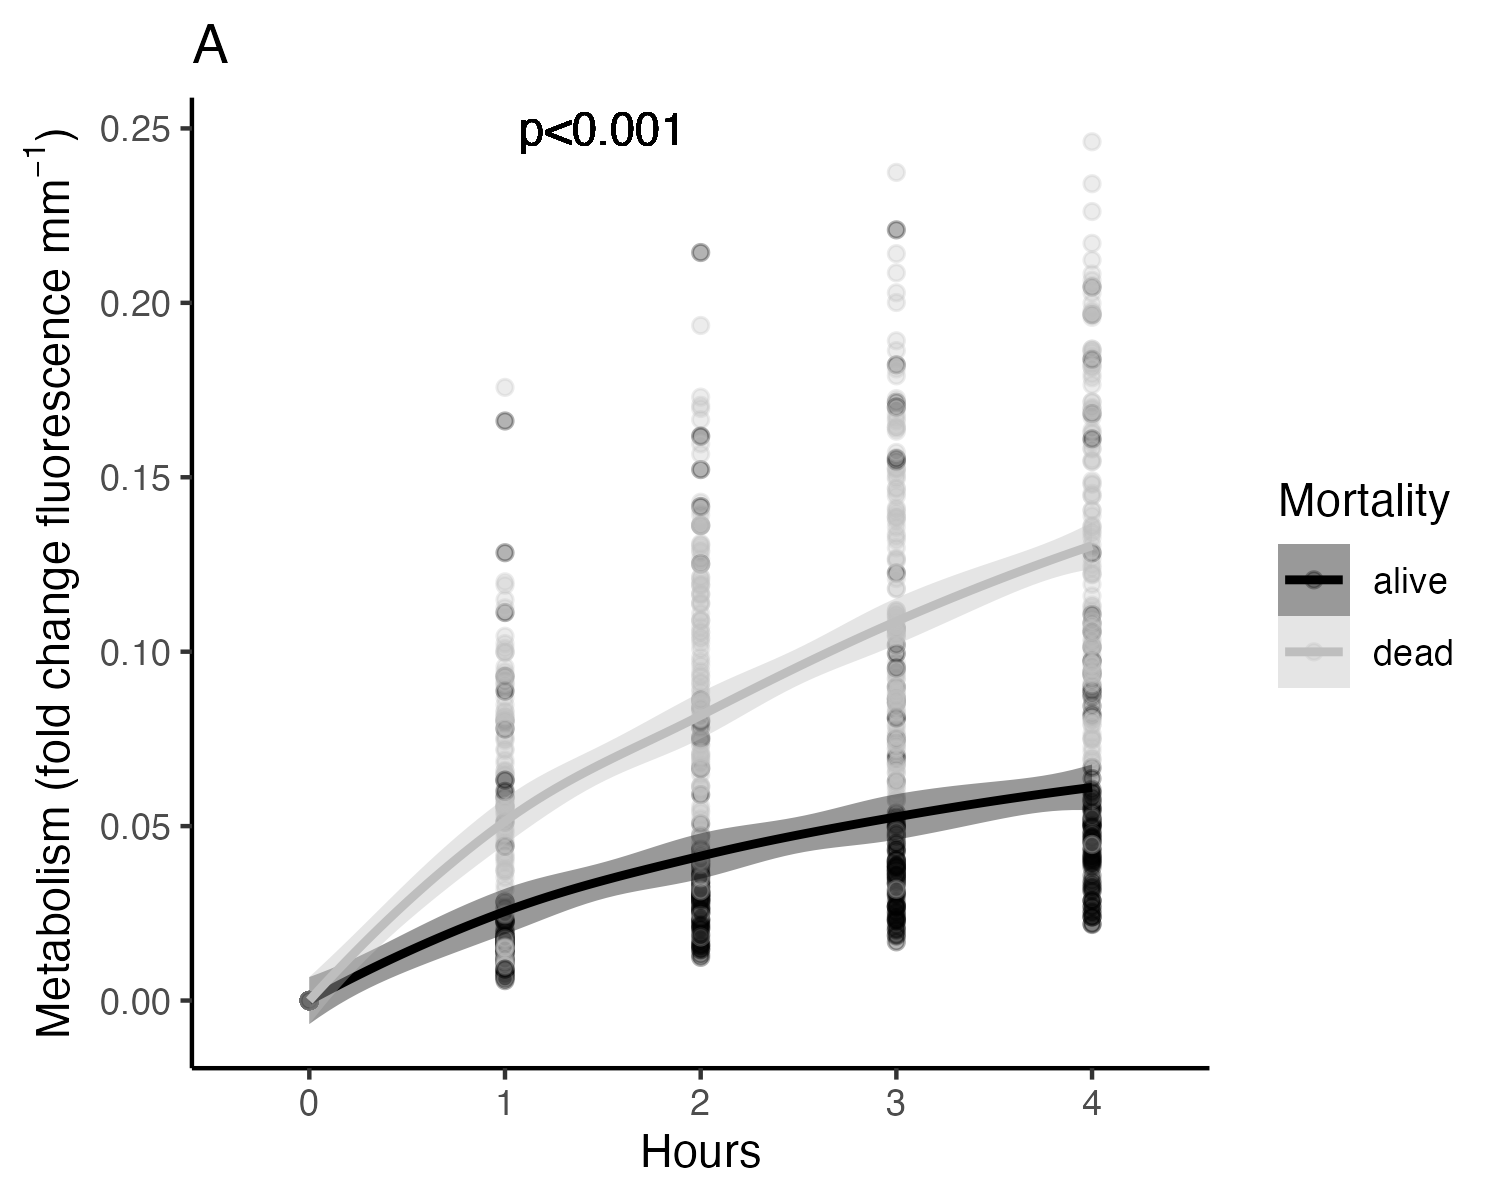 A
p<0.001
Metabolism (fold change fluorescence mm⁻¹)
0.25
0.20
0.15
0.10
0.05
0.00
0 1 2 3 4
Hours
Mortality
alive
dead